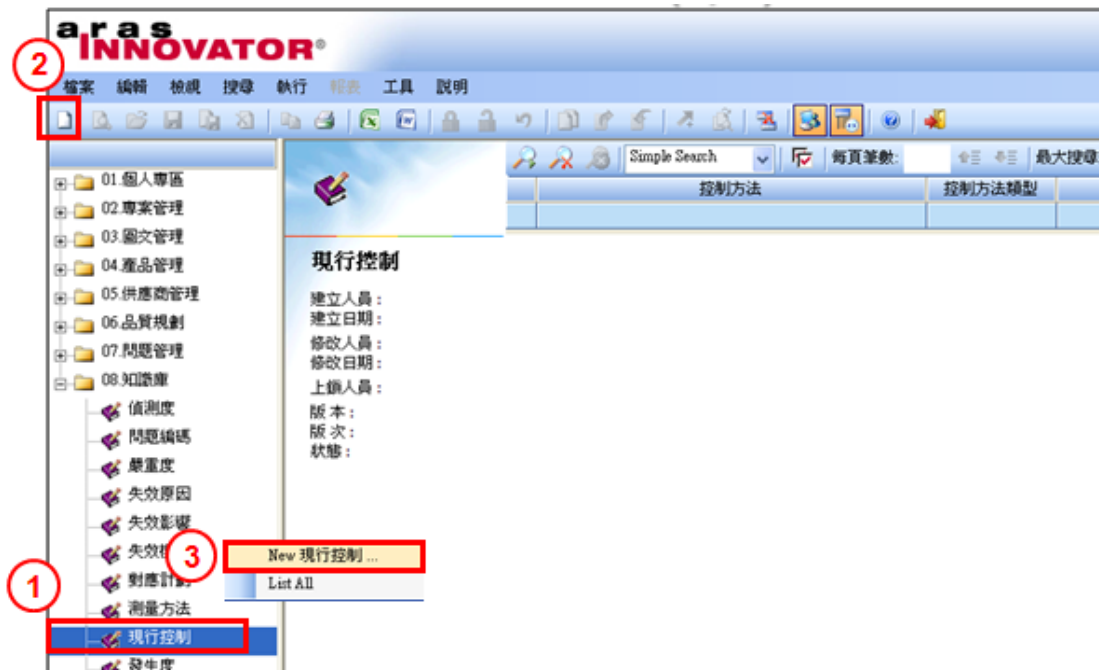 aras
INNOVATOR®
2
檔案 編輯 檢視 搜尋 執行 報表 工具 說明
Simple Search 每頁筆數: 最大搜尋
控制方法 控制方法類型
01.個人專區
02.專案管理
03.圖文管理
04.產品管理
05.供應商管理
06.品質規劃
07.問題管理
08.知識庫
偵測度
問題編碼
嚴重度
失效原因
失效影響
失效
對應計劃
測量方法
現行控制
發生度
現行控制
建立人員:
建立日期:
修改人員:
修改日期:
上鎖人員:
版本:
版次:
狀態:
3
New 現行控制 ...
List All
1